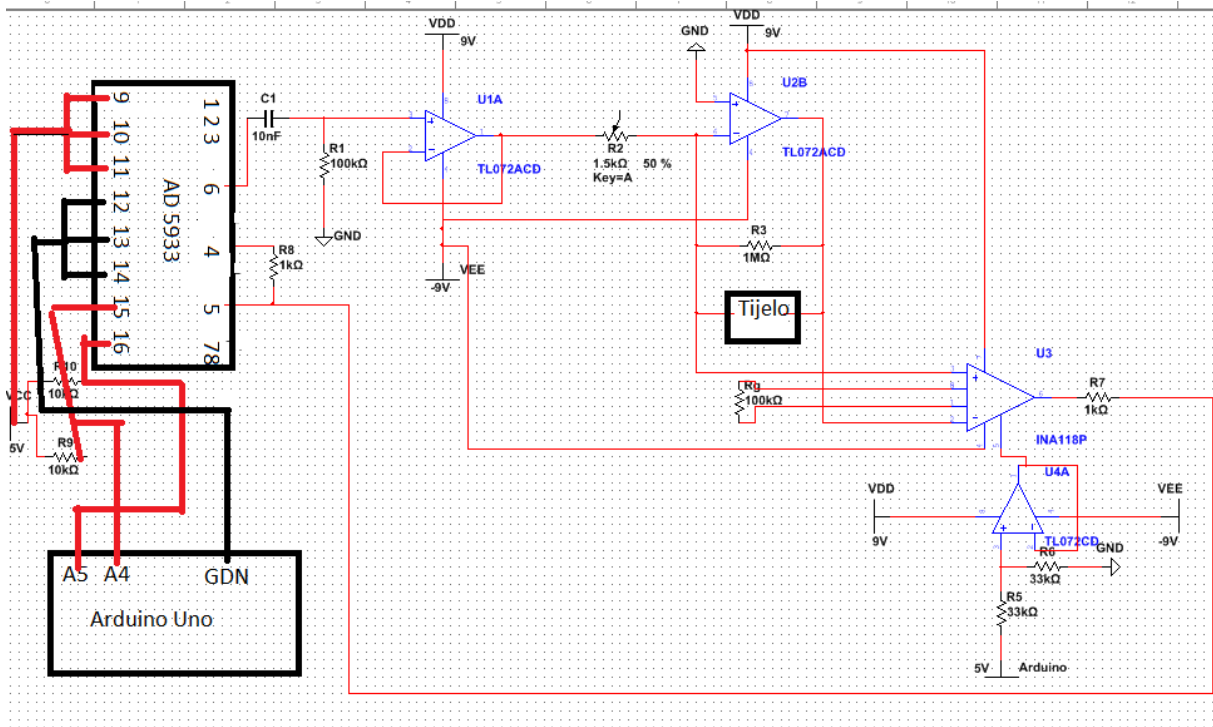 VDD
9V
GND
VDD
9V
U2B
TL072ACD
9
10
11
12
13
14
15
16
AD 5933
1
2
3
6
4
5
7
8
C1
10nF
R1
100kΩ
GND
U1A
TL072ACD
R2
1.5kΩ
50 %
Key=A
R8
1kΩ
VEE
-9V
R3
1MΩ
Tijelo
Rg
100kΩ
U3
INA118P
R7
1kΩ
R10
10kΩ
VCC
5V
R9
10kΩ
U4A
TL072CD
VDD
9V
VEE
-9V
R6
33kΩ
GND
R5
33kΩ
5V
Arduino
A5
A4
GDN
Arduino Uno